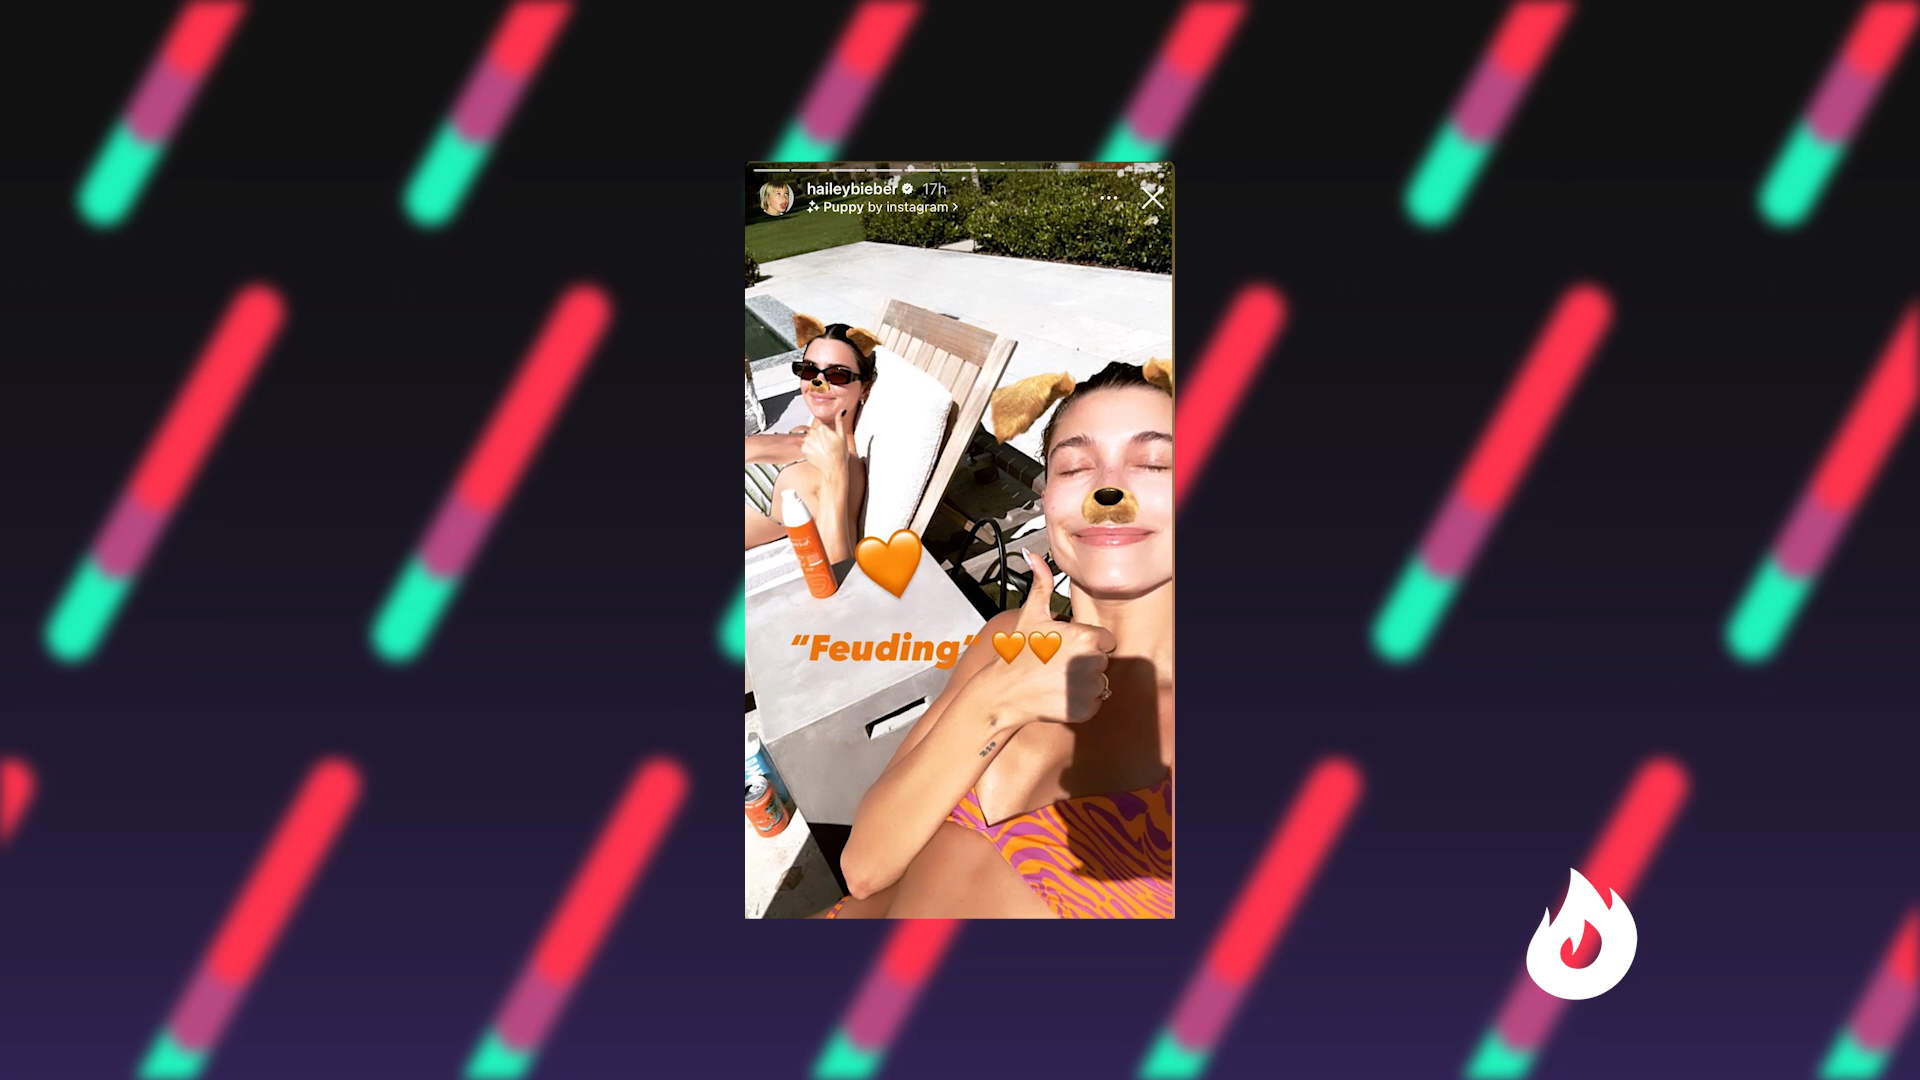 haileybieber 17h
Puppy by instagram >
“Feuding” 🧡🧡